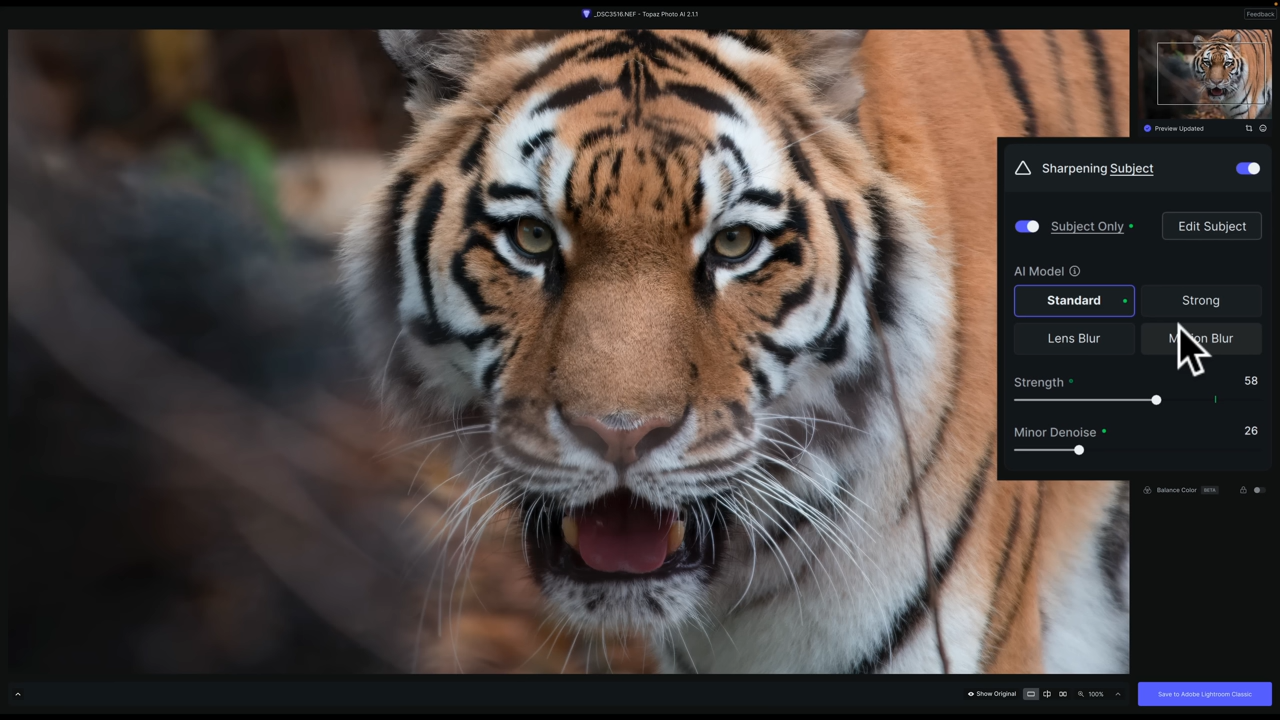 _DSC3516.NEF - Topaz Photo AI 2.1.1
Feedback
Preview Updated
Sharpening Subject
Subject Only
Edit Subject
AI Model
Standard
Strong
Lens Blur
Strength
58
Minor Denoise
26
Balance Color
BETA
Show Original
100%
Save to Adobe Lightroom Classic